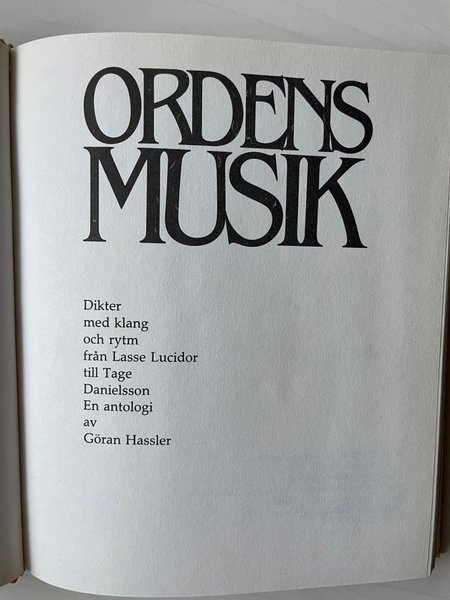 ORDENS
MUSIK
Dikter
med klang
och rytm
från Lasse Lucidor
till Tage
Danielsson
En antologi
av
Göran Hassler